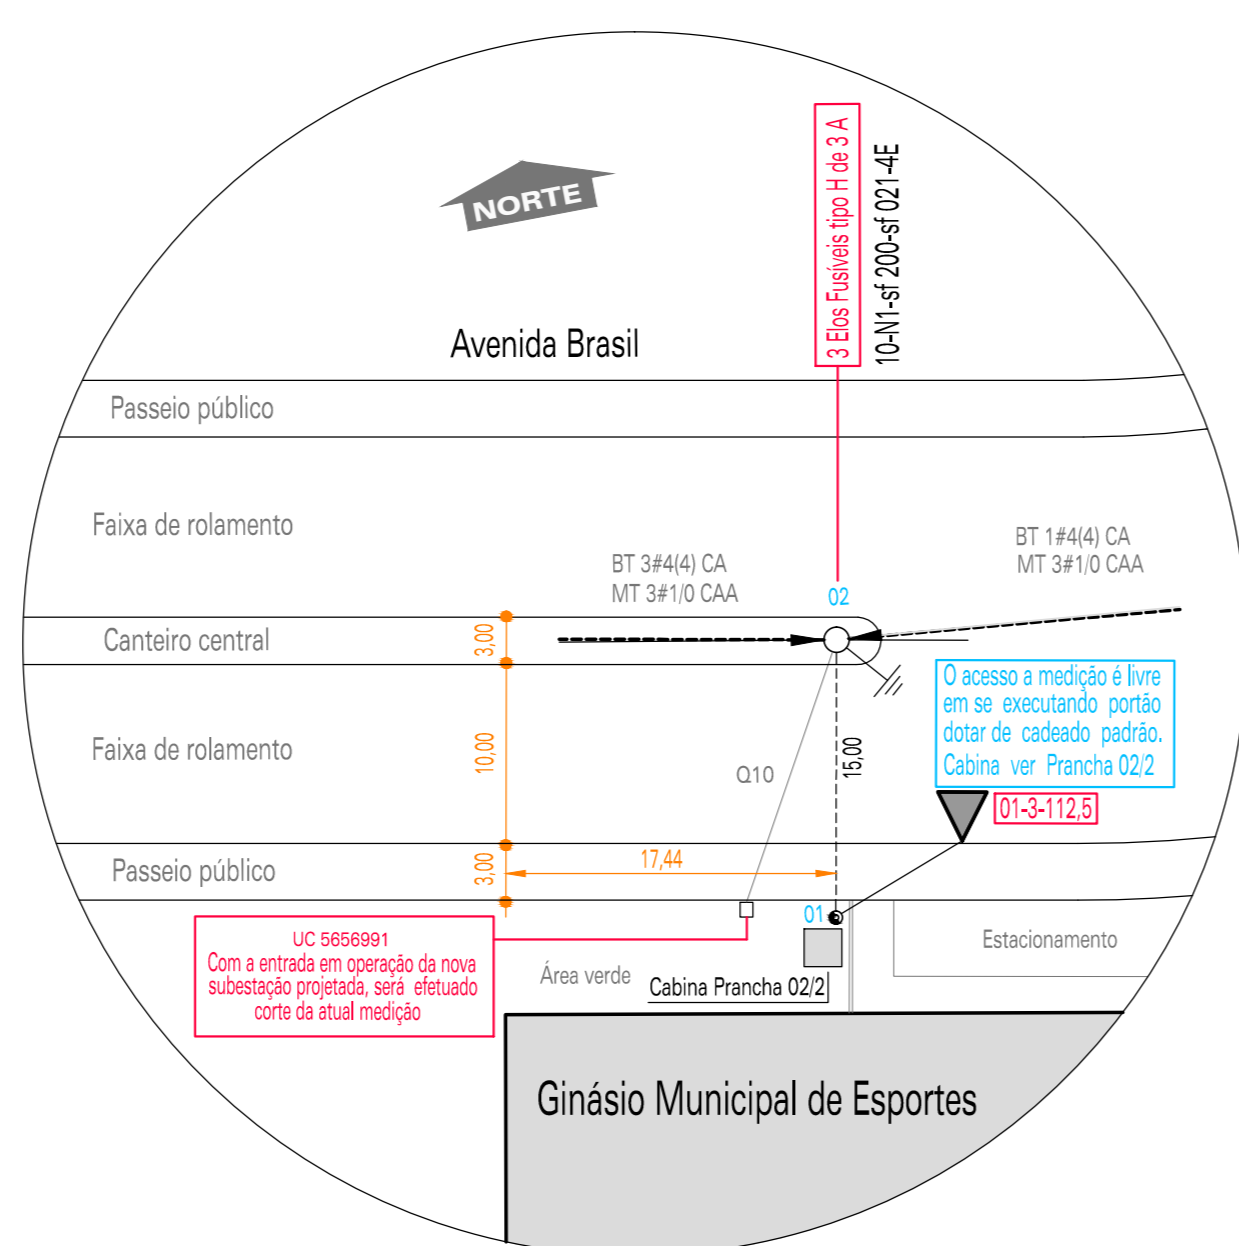 NORTE
3 Elos Fusíveis tipo H de 3 A
10-N1-sf 200-sf 021-4E
Avenida Brasil
Passeio público
Faixa de rolamento
BT 3#4(4) CA
MT 3#1/0 CAA
BT 1#4(4) CA
MT 3#1/0 CAA
02
Canteiro central
3,00
O acesso a medição é livre
em se executando portão
dotar de cadeado padrão.
Cabina ver Prancha 02/2
Faixa de rolamento
10,00
Q10
15,00
01-3-112,5
Passeio público
3,00
17,44
01
UC 5656991
Com a entrada em operação da nova
subestação projetada, será efetuado
corte da atual medição
Área verde
Cabina Prancha 02/2
Estacionamento
Ginásio Municipal de Esportes